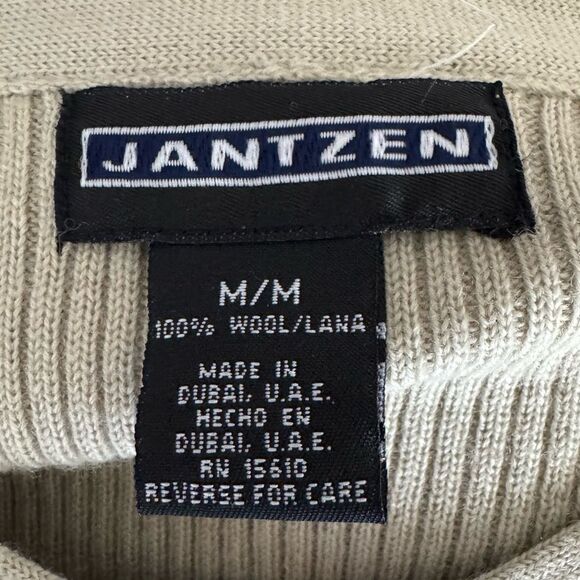 JANTZEN
M/M
100% WOOL/LANA
MADE IN
DUBAI, U.A.E.
HECHO EN
DUBAI, U.A.E.
RN 15610
REVERSE FOR CARE